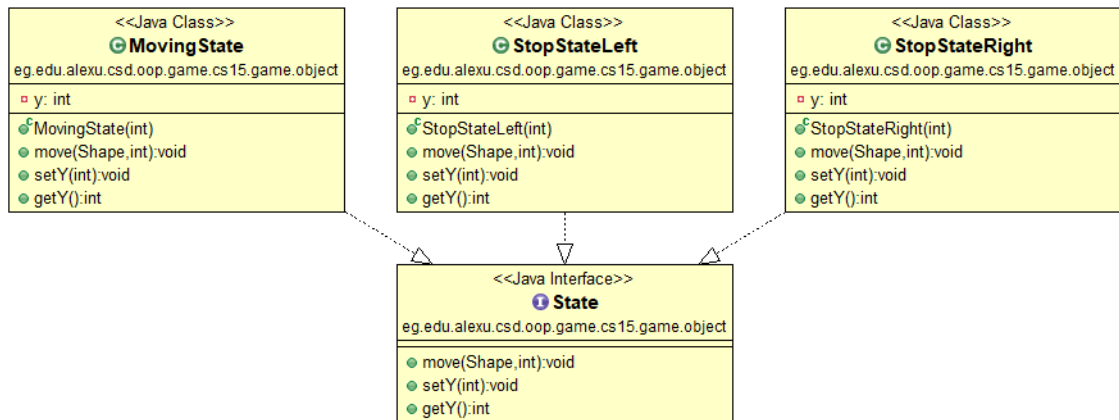 <<Java Class>>
MovingState
eg.edu.alexu.csd.oop.game.cs15.game.object
y: int
MovingState(int)
move(Shape,int):void
setY(int):void
getY():int
<<Java Class>>
StopStateLeft
eg.edu.alexu.csd.oop.game.cs15.game.object
y: int
StopStateLeft(int)
move(Shape,int):void
setY(int):void
getY():int
<<Java Class>>
StopStateRight
eg.edu.alexu.csd.oop.game.cs15.game.object
y: int
StopStateRight(int)
move(Shape,int):void
setY(int):void
getY():int
<<Java Interface>>
State
eg.edu.alexu.csd.oop.game.cs15.game.object
move(Shape,int):void
setY(int):void
getY():int